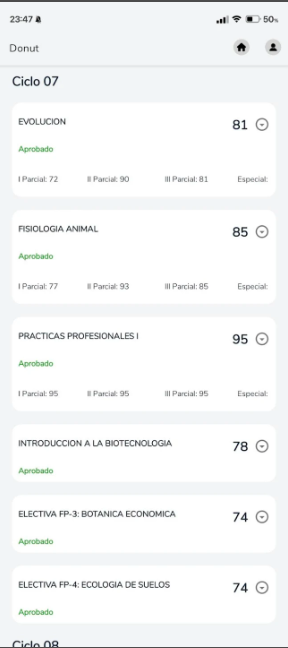 23:47 50%
Donut
Ciclo 07
EVOLUCION 81
Aprobado
I Parcial: 72 II Parcial: 90 III Parcial: 81 Especial:
FISIOLOGIA ANIMAL 85
Aprobado
I Parcial: 77 II Parcial: 93 III Parcial: 85 Especial:
PRACTICAS PROFESIONALES I 95
Aprobado
I Parcial: 95 II Parcial: 95 III Parcial: 95 Especial:
INTRODUCCION A LA BIOTECNOLOGIA 78
Aprobado
ELECTIVA FP-3: BOTANICA ECONOMICA 74
Aprobado
ELECTIVA FP-4: ECOLOGIA DE SUELOS 74
Aprobado
Ciclo 08